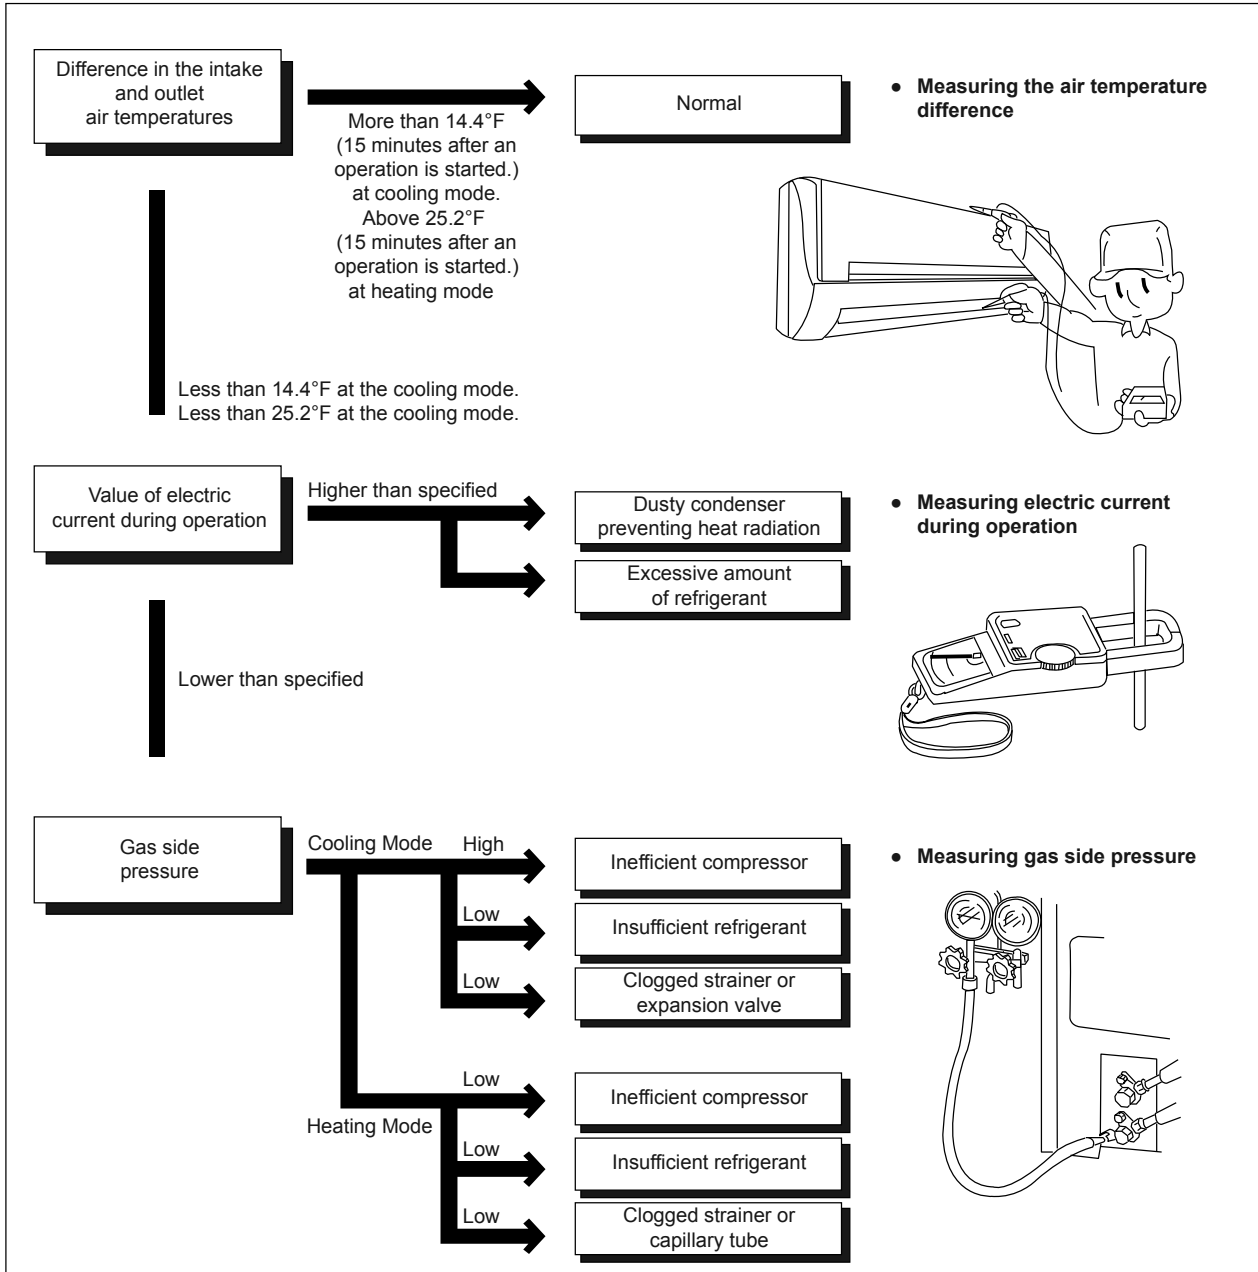 Difference in the intake
and outlet
air temperatures
More than 14.4°F
(15 minutes after an
operation is started.)
at cooling mode.
Above 25.2°F
(15 minutes after an
operation is started.)
at heating mode
Normal
● Measuring the air temperature
difference
Less than 14.4°F at the cooling mode.
Less than 25.2°F at the cooling mode.
Value of electric
current during operation
Higher than specified
Dusty condenser
preventing heat radiation
Excessive amount
of refrigerant
● Measuring electric current
during operation
Lower than specified
Gas side
pressure
Cooling Mode
High
Inefficient compressor
Low
Insufficient refrigerant
Low
Clogged strainer or
expansion valve
● Measuring gas side pressure
Heating Mode
Low
Inefficient compressor
Low
Insufficient refrigerant
Low
Clogged strainer or
capillary tube